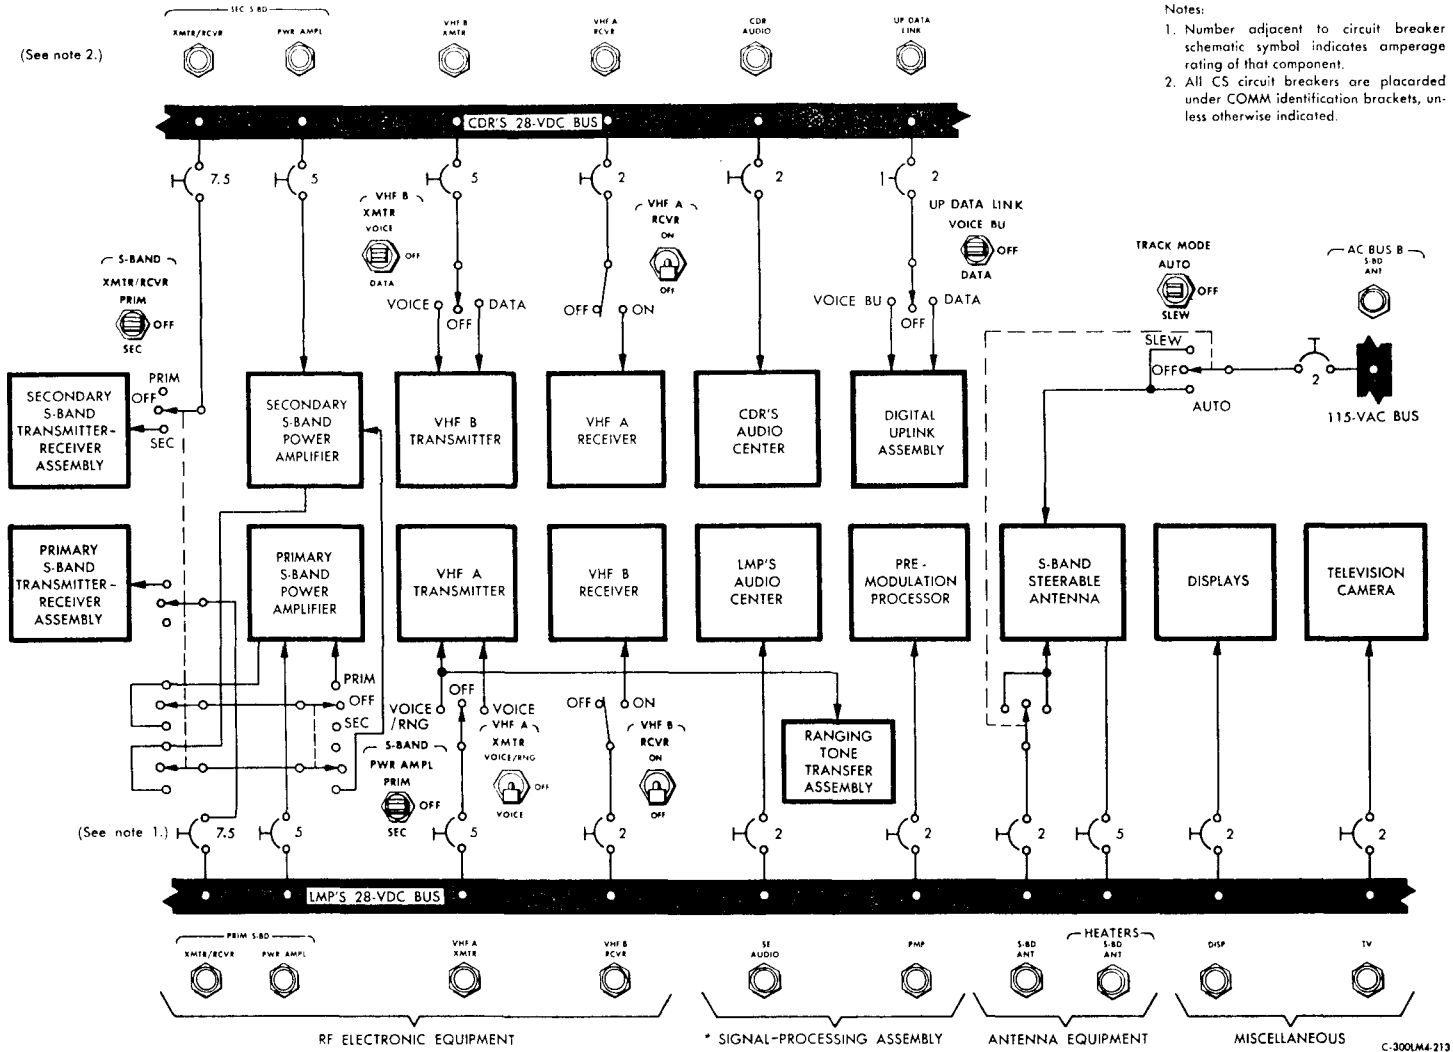 SEC S-BD
XMTR/RCVR
PWR AMPL
VHF B
XMTR
VHF A
RCVR
CDR
AUDIO
UP DATA
LINK
Notes:
1. Number adjacent to circuit breaker
schematic symbol indicates amperage
rating of that component.
2. All CS circuit breakers are placarded
under COMM identification brackets, un-
less otherwise indicated.
(See note 2.)
CDR'S 28-VDC BUS
7.5
5
5
2
2
2
VHF B
XMTR
VOICE
OFF
DATA
VHF A
RCVR
ON
OFF
UP DATA LINK
VOICE BU
OFF
DATA
TRACK MODE
AUTO
OFF
SLEW
AC BUS B
S-BD
ANT
S-BAND
XMTR/RCVR
PRIM
OFF
SEC
VOICE
OFF
DATA
OFF
ON
VOICE BU
OFF
DATA
SLEW
OFF
AUTO
2
115-VAC BUS
PRIM
OFF
SEC
SECONDARY
S-BAND
TRANSMITTER-
RECEIVER
ASSEMBLY
SECONDARY
S-BAND
POWER
AMPLIFIER
VHF B
TRANSMITTER
VHF A
RECEIVER
CDR'S
AUDIO
CENTER
DIGITAL
UPLINK
ASSEMBLY
PRIMARY
S-BAND
TRANSMITTER-
RECEIVER
ASSEMBLY
PRIMARY
S-BAND
POWER
AMPLIFIER
VHF A
TRANSMITTER
VHF B
RECEIVER
LMP'S
AUDIO
CENTER
PRE-
MODULATION
PROCESSOR
S-BAND
STEERABLE
ANTENNA
DISPLAYS
TELEVISION
CAMERA
PRIM
OFF
SEC
VOICE
/RNG
OFF
VOICE
OFF
ON
S-BAND
PWR AMPL
PRIM
OFF
SEC
VHF A
XMTR
VOICE/RNG
OFF
VOICE
VHF B
RCVR
ON
OFF
RANGING
TONE
TRANSFER
ASSEMBLY
(See note 1.)
7.5
5
5
2
2
2
2
5
2
2
LMP'S 28-VDC BUS
PRIM S-BD
XMTR/RCVR
PWR AMPL
VHF A
XMTR
VHF B
RCVR
SE
AUDIO
PMP
S-BD
ANT
HEATERS
S-BD
ANT
DISP
TV
RF ELECTRONIC EQUIPMENT
* SIGNAL-PROCESSING ASSEMBLY
ANTENNA EQUIPMENT
MISCELLANEOUS
C-300LM4-213